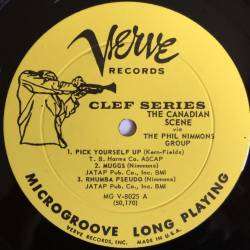 Verve
RECORDS
CLEF SERIES
THE CANADIAN
SCENE
via
THE PHIL NIMMONS
GROUP
1. PICK YOURSELF UP (Kern-Fields)
T. B. Harms Co. ASCAP
2. MUGGS (Nimmons)
JATAP Pub. Co., Inc. BMI
3. RHUMBA PSEUDO (Nimmons)
JATAP Pub. Co., Inc. BMI
MG V-8025 A
(50,170)
MICROGROOVE LONG PLAYING
VERVE RECORDS, INC. MADE IN U.S.A.